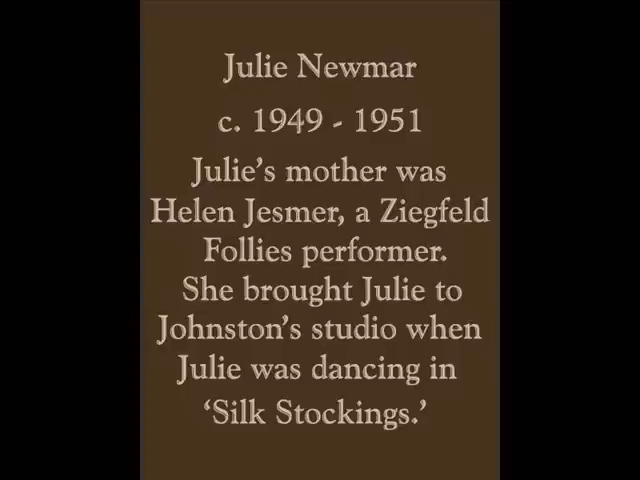 Julie Newmar
c. 1949 - 1951
Julie's mother was
Helen Jesmer, a Ziegfeld
Follies performer.
She brought Julie to
Johnston's studio when
Julie was dancing in
‘Silk Stockings.’